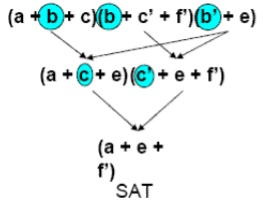 (a + b + c)(b + c’ + f’)(b’ + e)
(a + c + e)(c’ + e + f’)
(a + e +
f’)
SAT